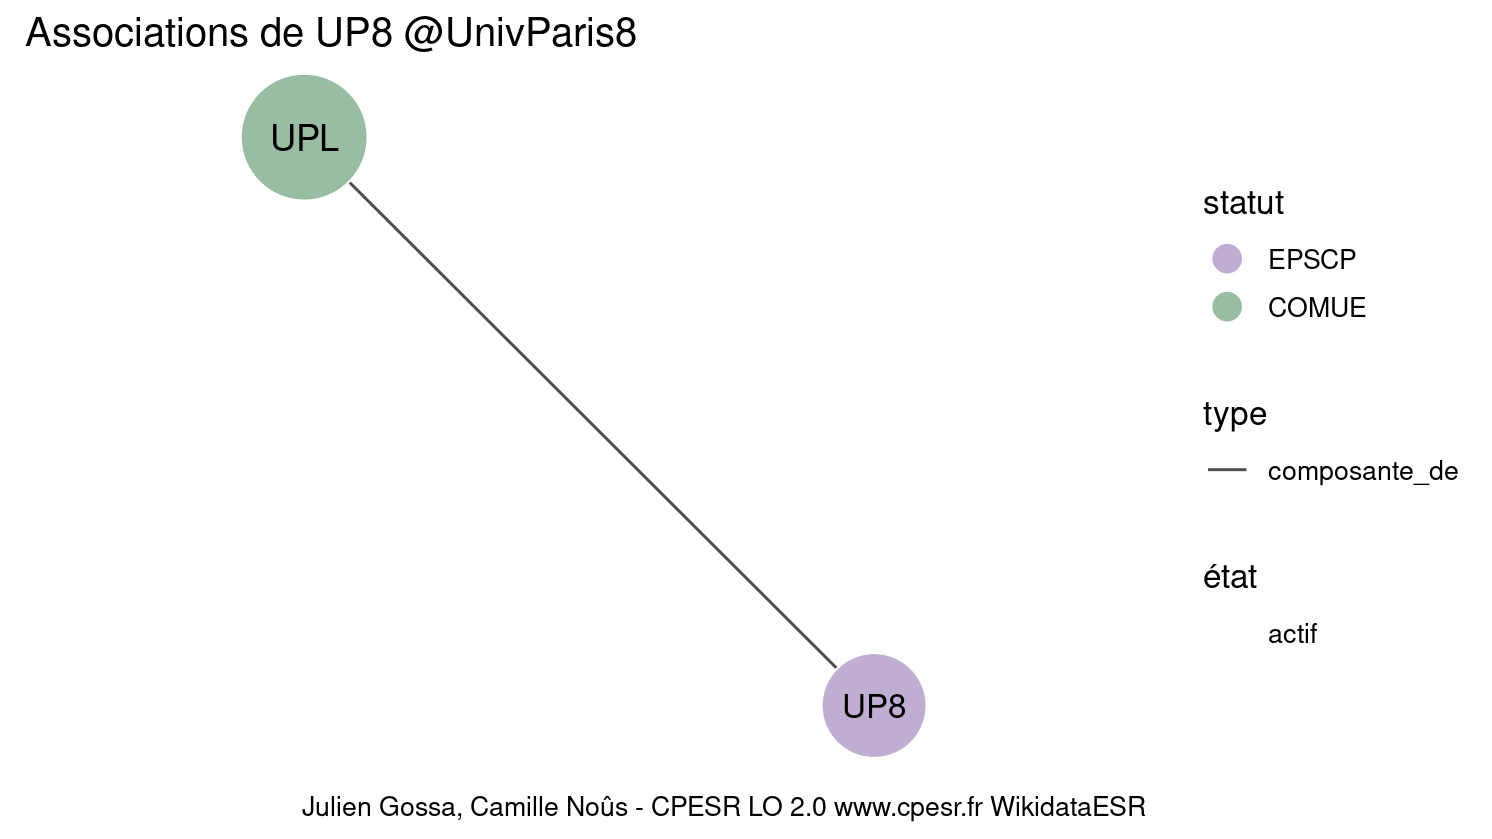 Associations de UP8 @UnivParis8
UPL
statut
EPSCP
COMUE
type
composante_de
état
actif
UP8
Julien Gossa, Camille Noûs - CPESR LO 2.0 www.cpesr.fr WikidataESR